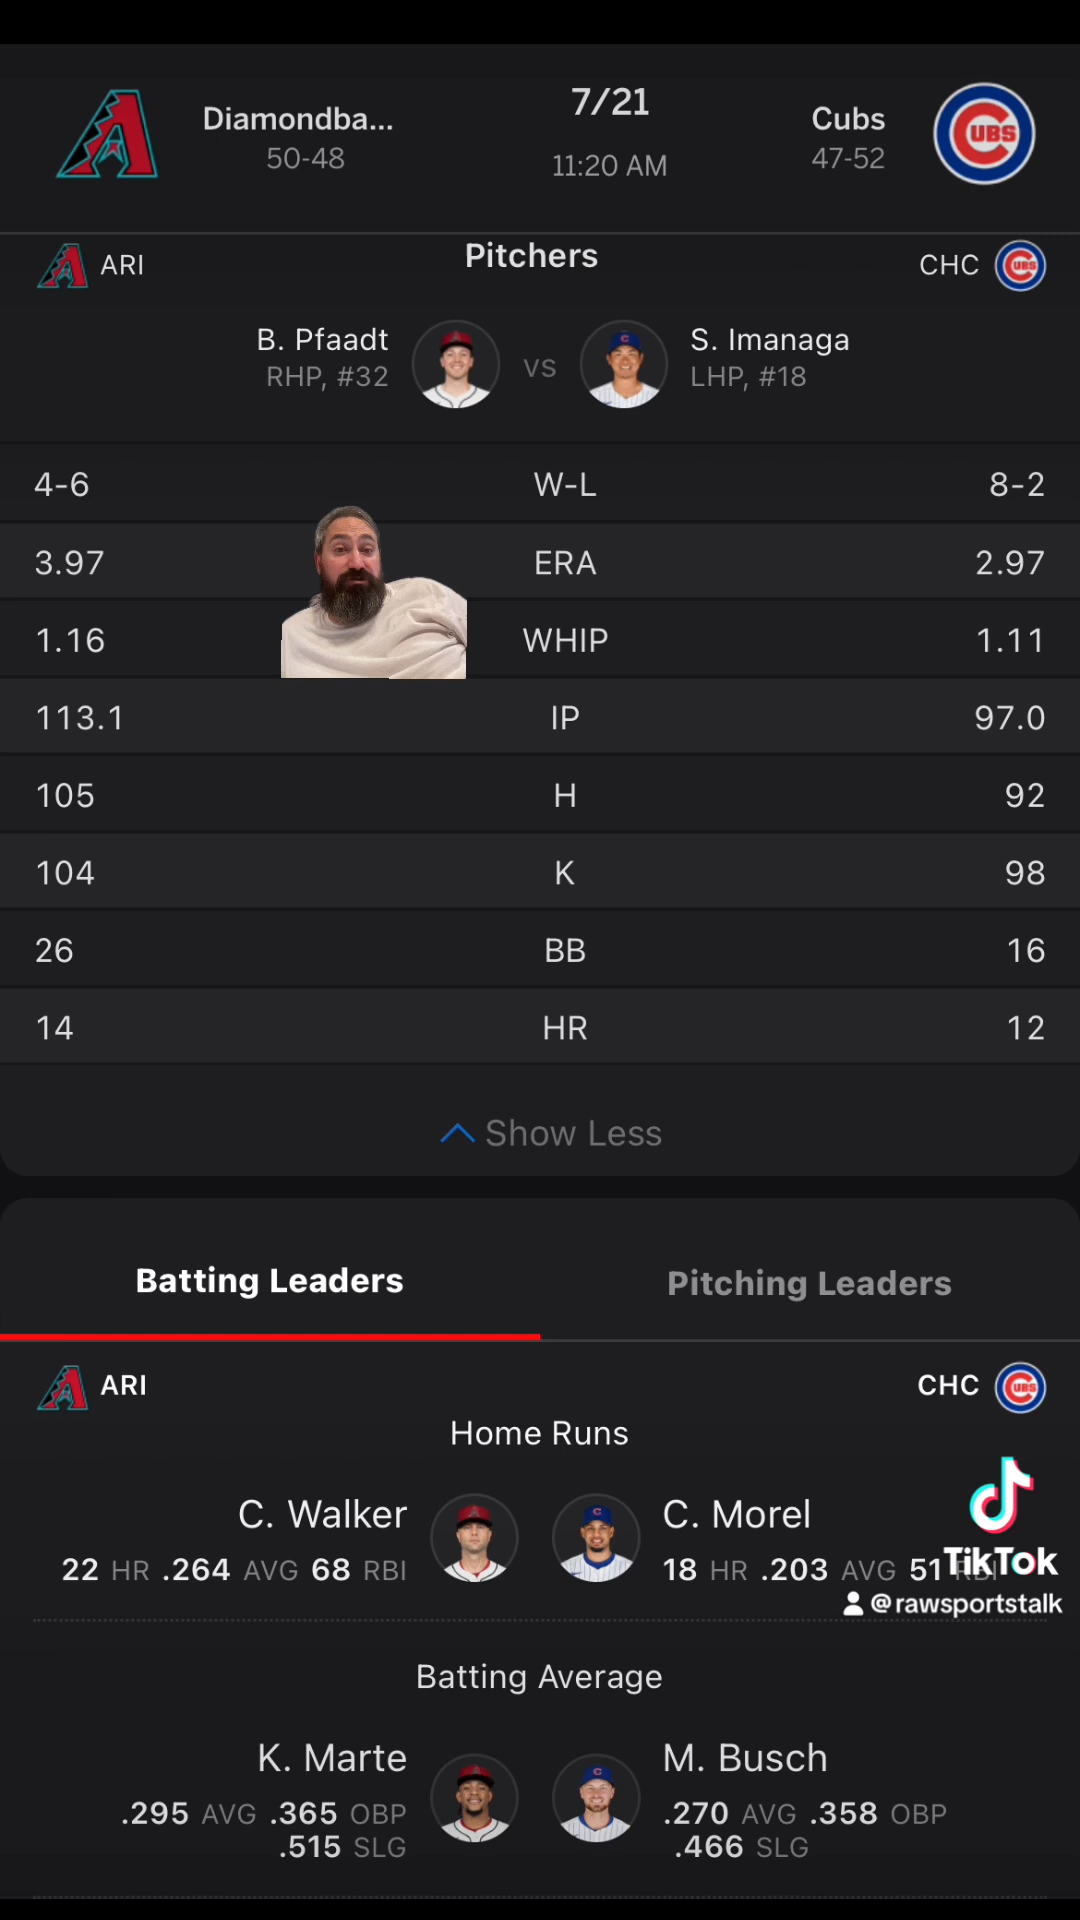 Diamondba...
50-48
7/21
11:20 AM
Cubs
47-52
CUBS
ARI
Pitchers
CHC
CUBS
B. Pfaadt
RHP, #32
vs
S. Imanaga
LHP, #18
4-6 W-L 8-2
3.97 ERA 2.97
1.16 WHIP 1.11
113.1 IP 97.0
105 H 92
104 K 98
26 BB 16
14 HR 12
Show Less
Batting Leaders
Pitching Leaders
ARI
CHC
CUBS
Home Runs
C. Walker
22 HR .264 AVG 68 RBI
C. Morel
18 HR .203 AVG 51 RBI
TikTok
@rawsportstalk
Batting Average
K. Marte
.295 AVG .365 OBP
.515 SLG
M. Busch
.270 AVG .358 OBP
.466 SLG